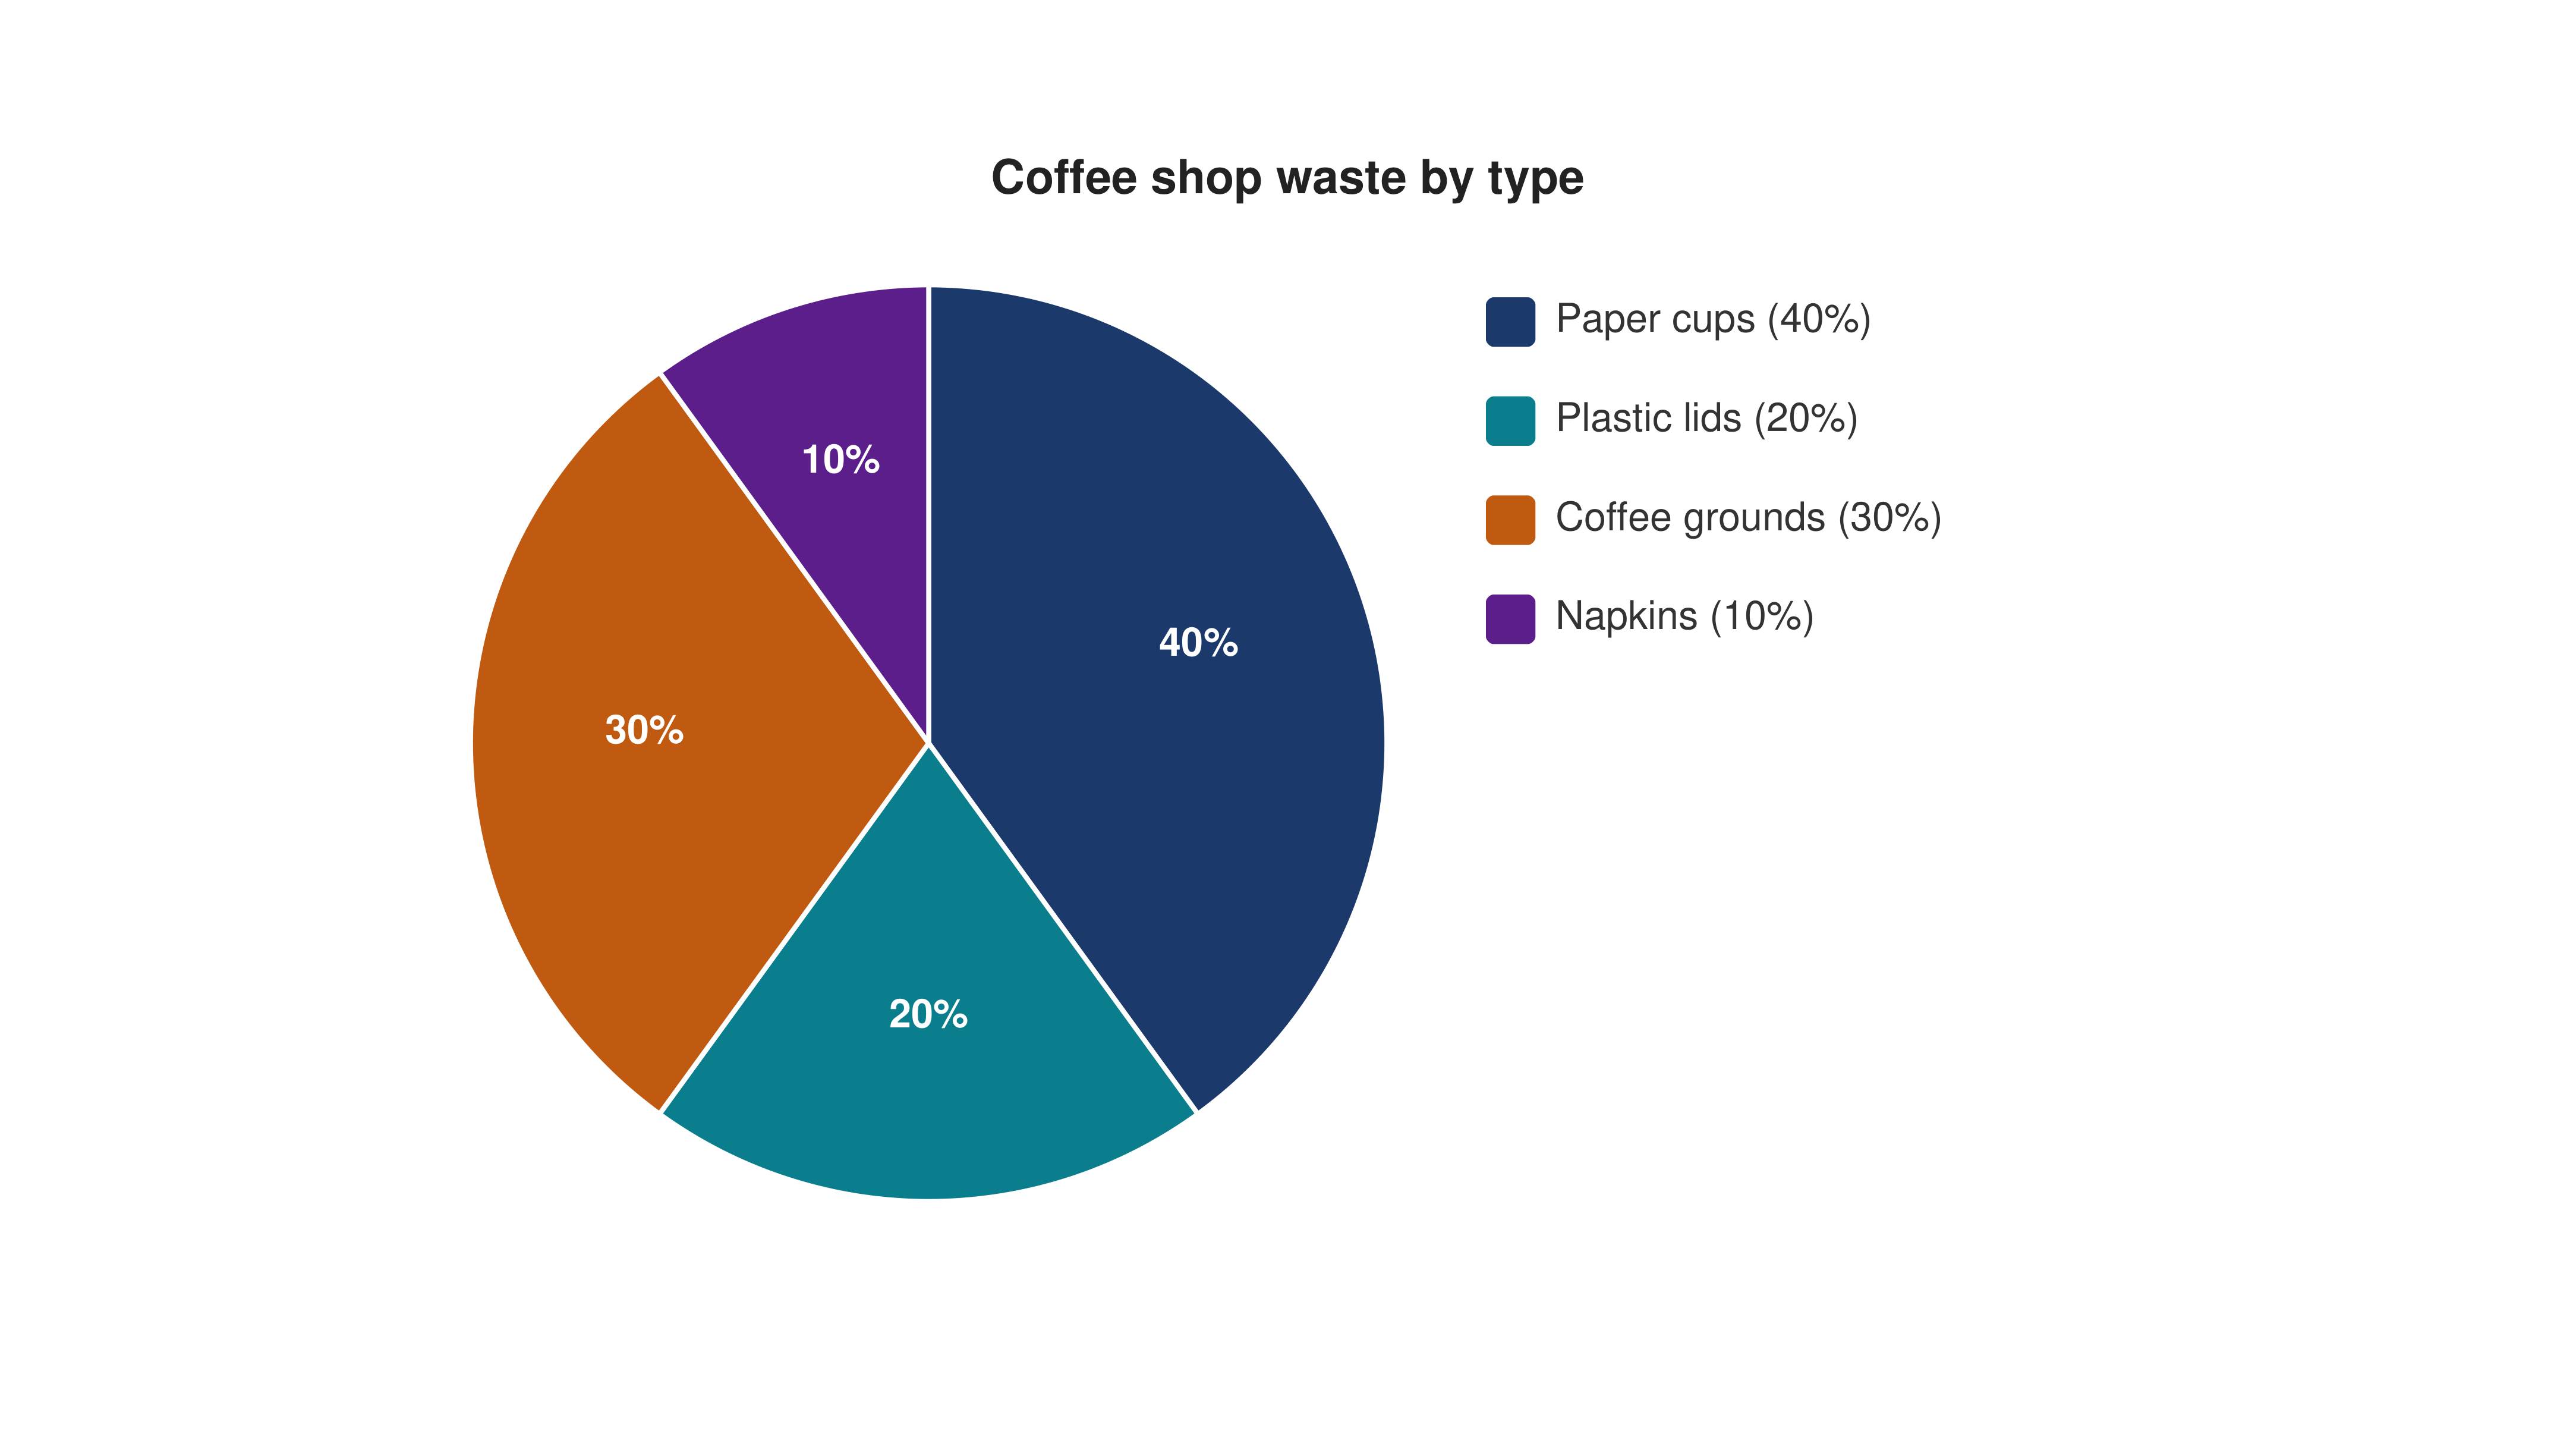 Coffee shop waste by type
Paper cups (40%)
Plastic lids (20%)
Coffee grounds (30%)
Napkins (10%)
10%
40%
30%
20%